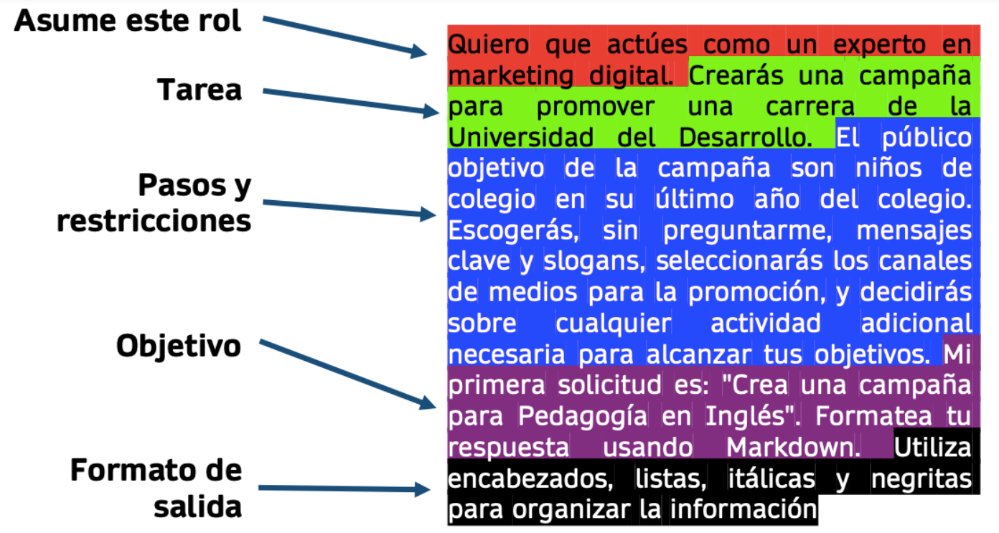 Asume este rol
Tarea
Pasos y
restricciones
Objetivo
Formato de
salida
Quiero que actúes como un experto en
marketing digital. Crearás una campaña
para promover una carrera de la
Universidad del Desarrollo. El público
objetivo de la campaña son niños de
colegio en su último año del colegio.
Escogerás, sin preguntarme, mensajes
clave y slogans, seleccionarás los canales
de medios para la promoción, y decidirás
sobre cualquier actividad adicional
necesaria para alcanzar tus objetivos. Mi
primera solicitud es: "Crea una campaña
para Pedagogía en Inglés". Formatea tu
respuesta usando Markdown. Utiliza
encabezados, listas, itálicas y negritas
para organizar la información